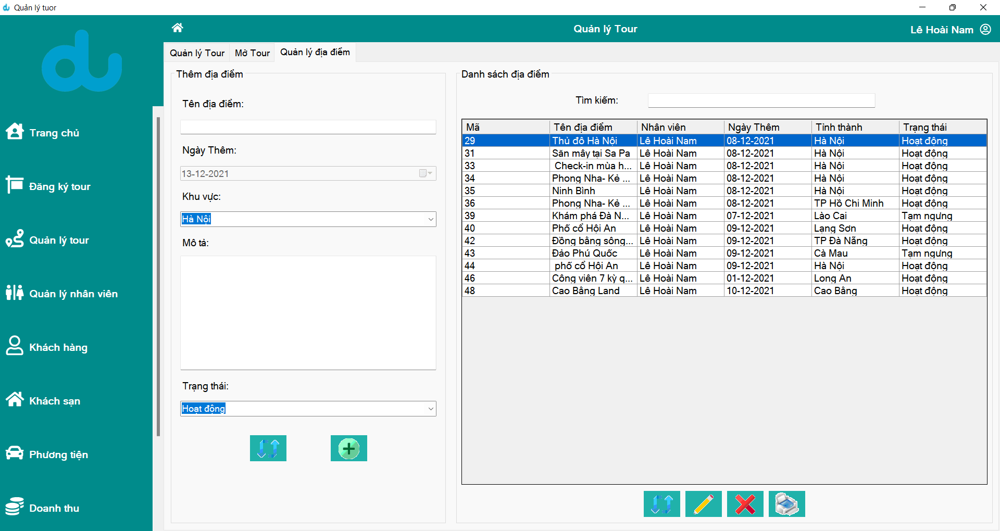 Quản lý tuor
Quản lý Tour
Lê Hoài Nam
Trang chủ
Đăng ký tour
Quản lý tour
Quản lý nhân viên
Khách hàng
Khách sạn
Phương tiện
Doanh thu
Quản lý Tour Mở Tour Quản lý địa điểm
Thêm địa điểm
Tên địa điểm:
Ngày Thêm:
13-12-2021
Khu vực:
Hà Nội
Mô tả:
Trạng thái:
Hoạt động
Danh sách địa điểm
Tìm kiếm:
Mã Tên địa điểm Nhân viên Ngày Thêm Tỉnh thành Trạng thái
29 Thủ đô Hà Nội Lê Hoài Nam 08-12-2021 Hà Nội Hoạt động
31 Săn mây tại Sa Pa Lê Hoài Nam 08-12-2021 Hà Nội Hoạt động
33 Check-in mùa h... Lê Hoài Nam 08-12-2021 Hà Nội Hoạt động
34 Phong Nha- Kẻ ... Lê Hoài Nam 08-12-2021 Hà Nội Hoạt động
35 Ninh Bình Lê Hoài Nam 08-12-2021 Hà Nội Hoạt động
36 Phong Nha- Kẻ ... Lê Hoài Nam 08-12-2021 TP Hồ Chi Minh Hoạt động
39 Khám phá Đà N... Lê Hoài Nam 07-12-2021 Lào Cai Tạm ngưng
40 Phố cổ Hội An Lê Hoài Nam 09-12-2021 Lạng Sơn Hoạt động
42 Đồng bằng sông... Lê Hoài Nam 09-12-2021 TP Đà Nẵng Hoạt động
43 Đảo Phú Quốc Lê Hoài Nam 09-12-2021 Cà Mau Tạm ngưng
44 phố cổ Hội An Lê Hoài Nam 09-12-2021 Hà Nội Hoạt động
46 Công viên 7 kỳ q... Lê Hoài Nam 01-12-2021 Long An Hoạt động
48 Cao Bằng Land Lê Hoài Nam 10-12-2021 Cao Bằng Hoạt động